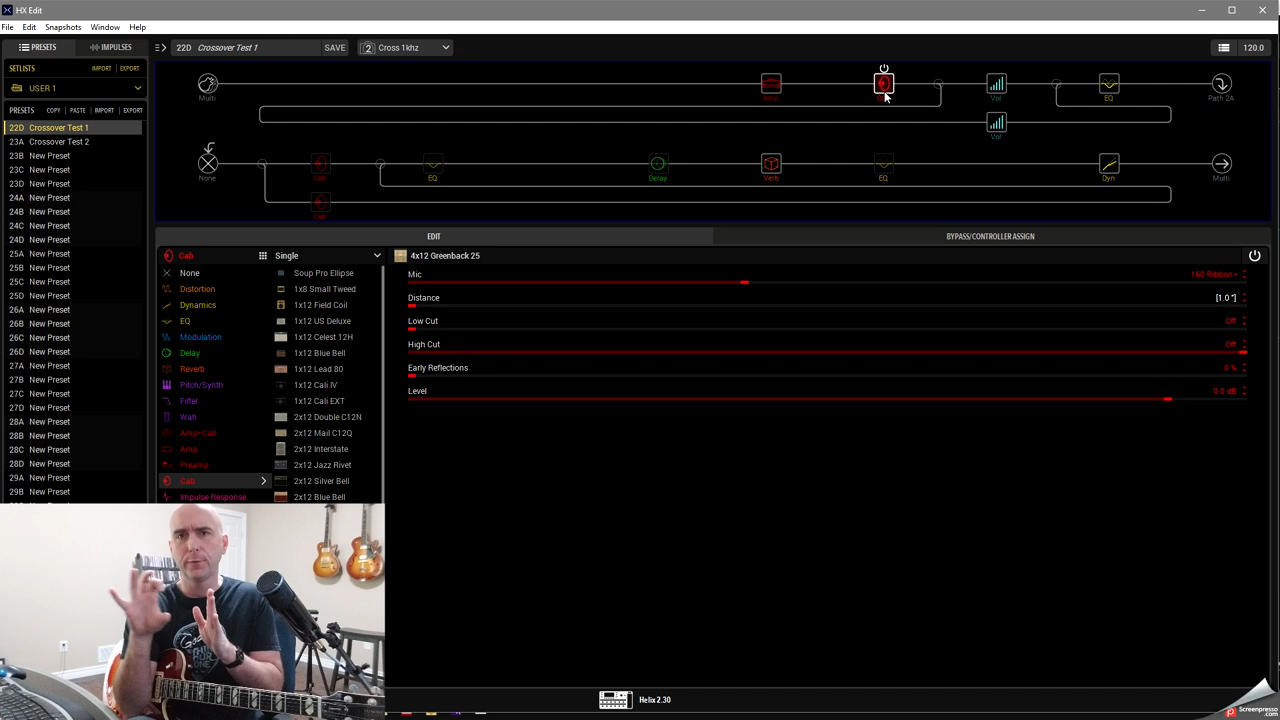 HX Edit
File Edit Snapshots Window Help
PRESETS IMPULSES
22D Crossover Test 1 SAVE 2 Cross 1khz 120.0
SETLISTS IMPORT EXPORT
USER 1
PRESETS COPY PASTE IMPORT EXPORT
22D Crossover Test 1
23A Crossover Test 2
23B New Preset
23C New Preset
23D New Preset
24A New Preset
24B New Preset
24C New Preset
24D New Preset
25A New Preset
25B New Preset
25C New Preset
25D New Preset
26A New Preset
26B New Preset
26C New Preset
26D New Preset
27A New Preset
27B New Preset
27C New Preset
27D New Preset
28A New Preset
28B New Preset
28C New Preset
28D New Preset
29A New Preset
29B New Preset
Multi Amp Vol EQ Path 2A
Vol
None Cab EQ Delay Verb EQ Dyn Multi
Cab
EDIT BYPASS/CONTROLLER ASSIGN
Cab Single
None
Distortion
Dynamics
EQ
Modulation
Delay
Reverb
Pitch/Synth
Filter
Wah
Amp+Cab
Amp
Preamp
Cab
Impulse Response
Soup Pro Ellipse
1x8 Small Tweed
1x12 Field Coil
1x12 US Deluxe
1x12 Celest 12H
1x12 Blue Bell
1x12 Lead 80
1x12 Cali IV
1x12 Cali EXT
2x12 Double C12N
2x12 Mail C12Q
2x12 Interstate
2x12 Jazz Rivet
2x12 Silver Bell
2x12 Blue Bell
4x12 Greenback 25
Mic 160 Ribbon
Distance [1.0 "]
Low Cut Off
High Cut Off
Early Reflections 0 %
Level 0.0 dB
Helix 2.30
Screenpresso
.com